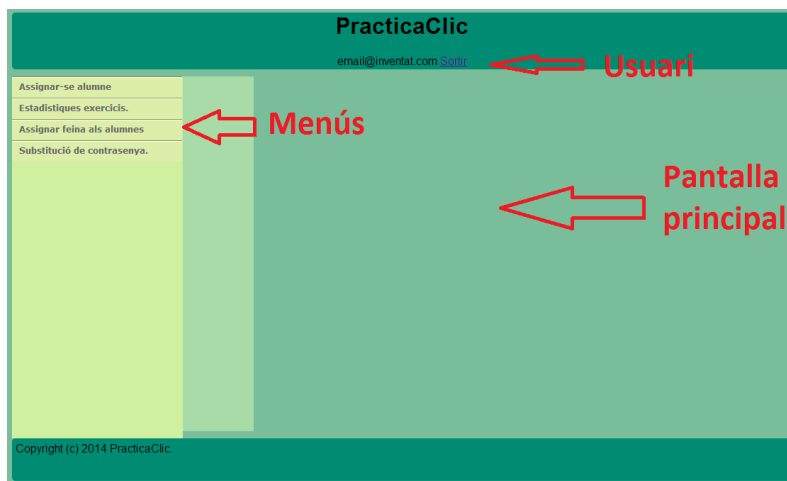 PracticaClic
email@inventat.com Sortir
Usuari
Assignar-se alumne
Estadístiques exercicis.
Assignar feina als alumnes
Substitució de contrasenya.
Menús
Pantalla
principal
Copyright (c) 2014 PracticaClic.